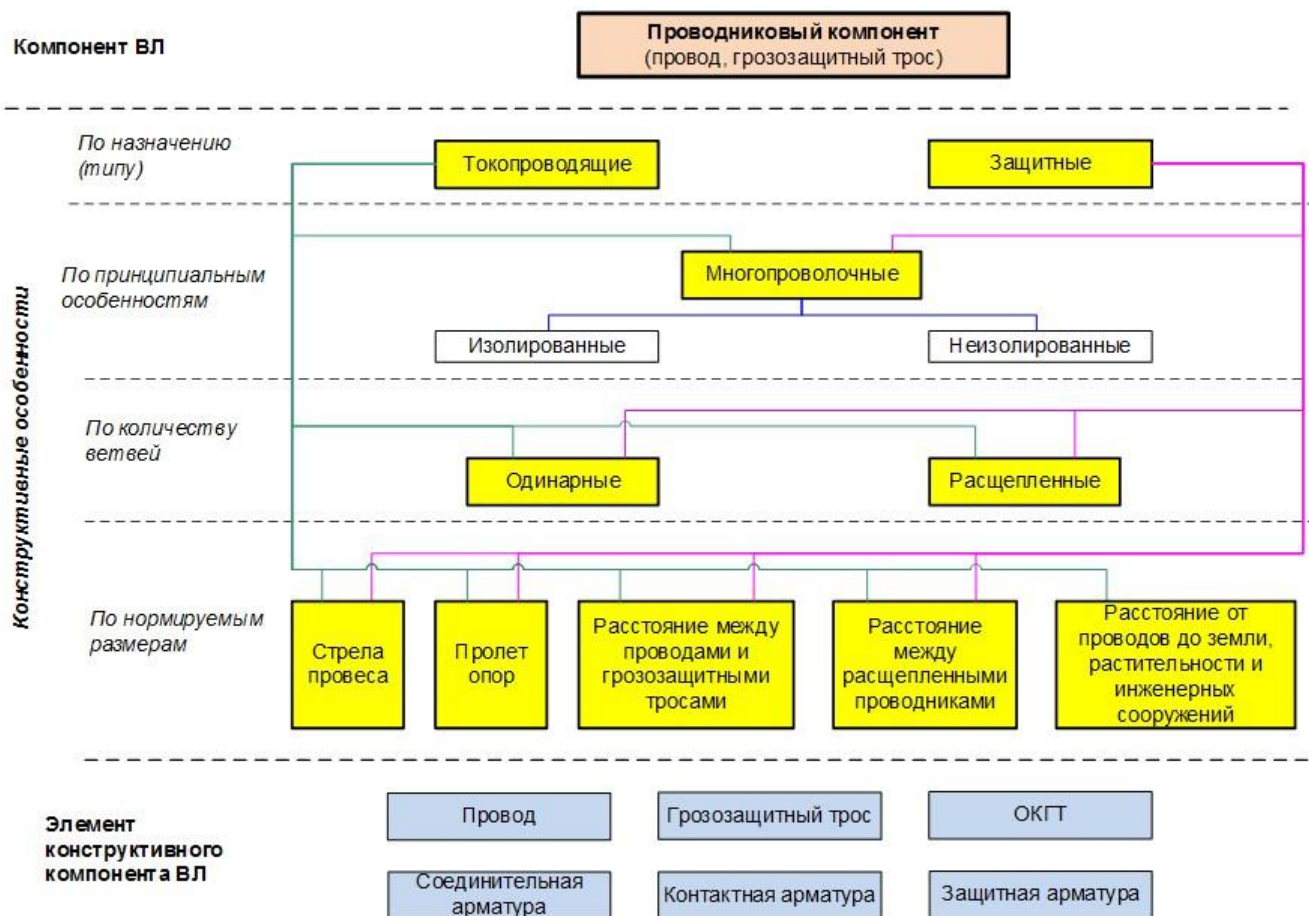 Компонент ВЛ
Проводниковый компонент
(провод, грозозащитный трос)
Конструктивные особенности
По назначению
(типу)
Токопроводящие
Защитные
По принципиальным
особенностям
Многопроволочные
Изолированные
Неизолированные
По количеству
ветвей
Одинарные
Расщепленные
По нормируемым
размерам
Стрела
провеса
Пролет
опор
Расстояние между
проводами и
грозозащитными
тросами
Расстояние
между
расщепленными
проводниками
Расстояние от
проводов до земли,
растительности и
инженерных
сооружений
Элемент
конструктивного
компонента ВЛ
Провод
Грозозащитный трос
ОКГТ
Соединительная
арматура
Контактная арматура
Защитная арматура